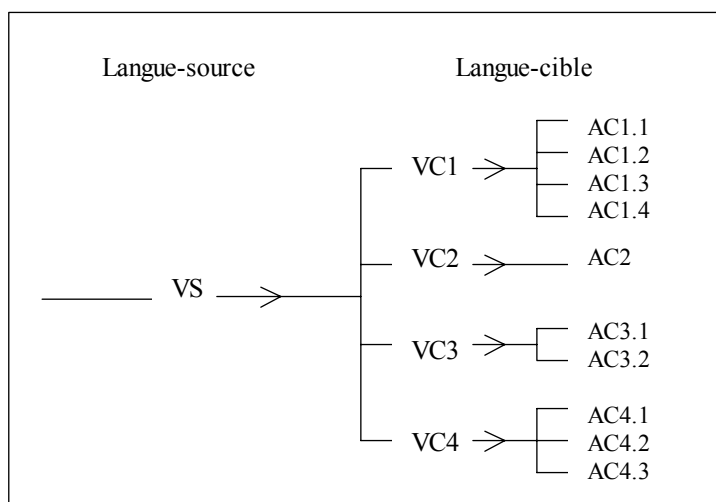 Langue-source Langue-cible
AC1.1
AC1.2
VC1
AC1.3
AC1.4
VC2 AC2
VS
AC3.1
VC3
AC3.2
AC4.1
VC4 AC4.2
AC4.3